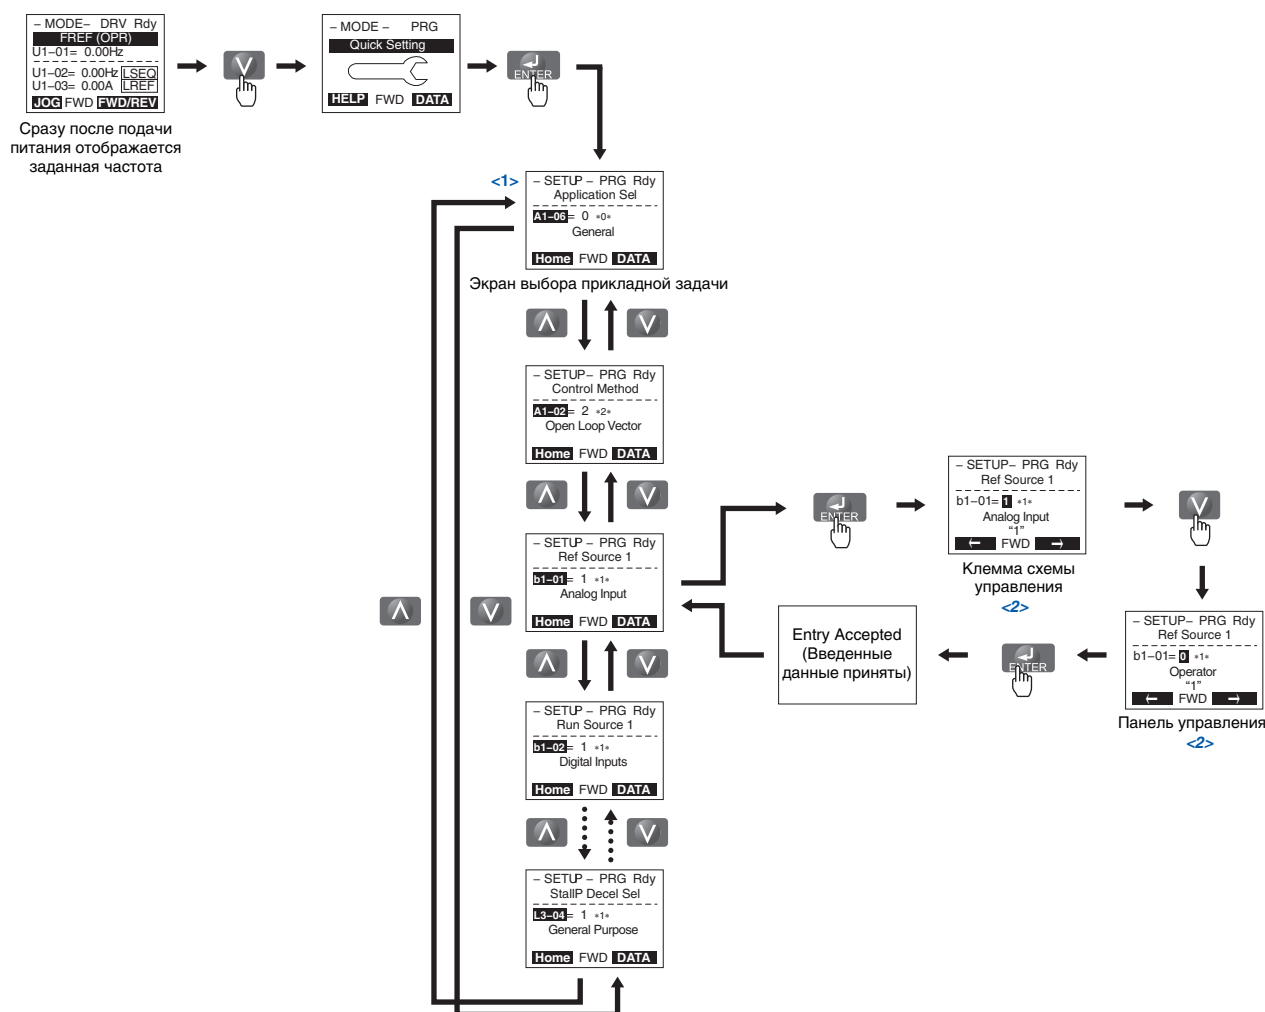 – MODE – DRV Rdy
FREF (OPR)
U1–01= 0.00Hz
U1–02= 0.00Hz LSEQ
U1–03= 0.00A LREF
JOG FWD FWD/REV
Сразу после подачи
питания отображается
заданная частота
– MODE – PRG
Quick Setting
HELP FWD DATA
ENTER
<1>
– SETUP – PRG Rdy
Application Sel
A1–06= 0 *0*
General
Home FWD DATA
Экран выбора прикладной задачи
– SETUP – PRG Rdy
Control Method
A1–02= 2 *2*
Open Loop Vector
Home FWD DATA
– SETUP – PRG Rdy
Ref Source 1
b1–01= 1 *1*
Analog Input
Home FWD DATA
ENTER
– SETUP – PRG Rdy
Ref Source 1
b1–01= 1 *1*
Analog Input
“1”
← FWD →
Клемма схемы
управления
<2>
– SETUP – PRG Rdy
Ref Source 1
b1–01= 0 *1*
Operator
“1”
← FWD →
Панель управления
<2>
ENTER
Entry Accepted
(Введенные
данные приняты)
– SETUP – PRG Rdy
Run Source 1
b1–02= 1 *1*
Digital Inputs
Home FWD DATA
– SETUP – PRG Rdy
StallP Decel Sel
L3–04= 1 *1*
General Purpose
Home FWD DATA